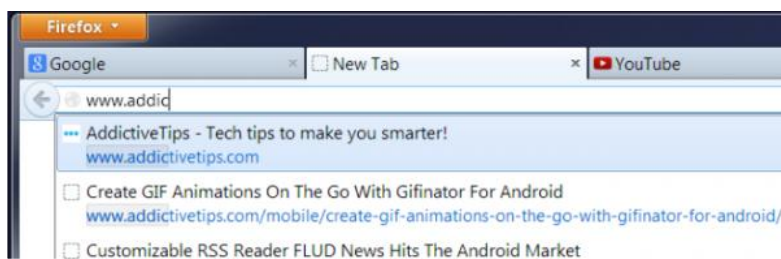 Firefox
Google
New Tab
YouTube
www.addic
AddictiveTips - Tech tips to make you smarter!
www.addictivetips.com
Create GIF Animations On The Go With Gifinator For Android
www.addictivetips.com/mobile/create-gif-animations-on-the-go-with-gifinator-for-android/
Customizable RSS Reader FLUD News Hits The Android Market